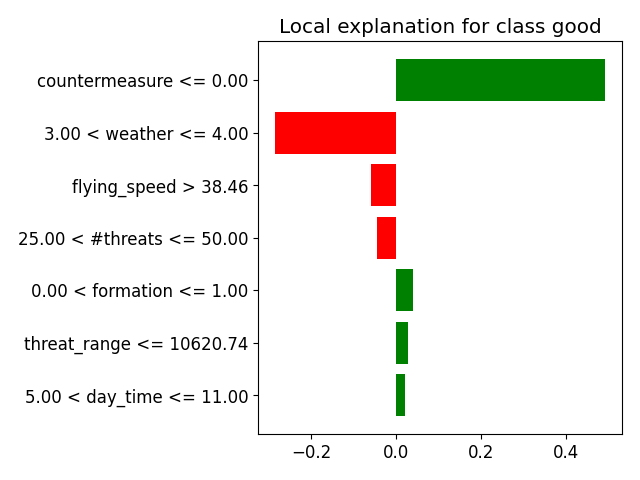 Local explanation for class good
countermeasure <= 0.00
3.00 < weather <= 4.00
flying_speed > 38.46
25.00 < #threats <= 50.00
0.00 < formation <= 1.00
threat_range <= 10620.74
5.00 < day_time <= 11.00
−0.2 0.0 0.2 0.4